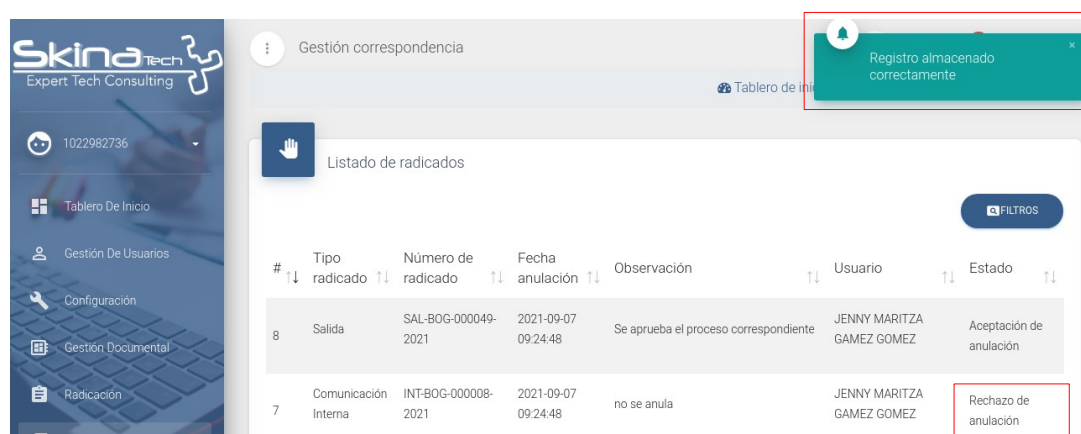 SkinaTech
Expert Tech Consulting
1022982736
Tablero De Inicio
Gestión De Usuarios
Configuración
Gestión Documental
Radicación
Gestión correspondencia
Registro almacenado
correctamente
×
Tablero de ini
Listado de radicados
FILTROS
# Tipo radicado Número de radicado Fecha anulación Observación Usuario Estado
8 Salida SAL-BOG-000049-2021 2021-09-07 09:24:48 Se aprueba el proceso correspondiente JENNY MARITZA GAMEZ GOMEZ Aceptación de anulación
7 Comunicación Interna INT-BOG-000008-2021 2021-09-07 09:24:48 no se anula JENNY MARITZA GAMEZ GOMEZ Rechazo de anulación